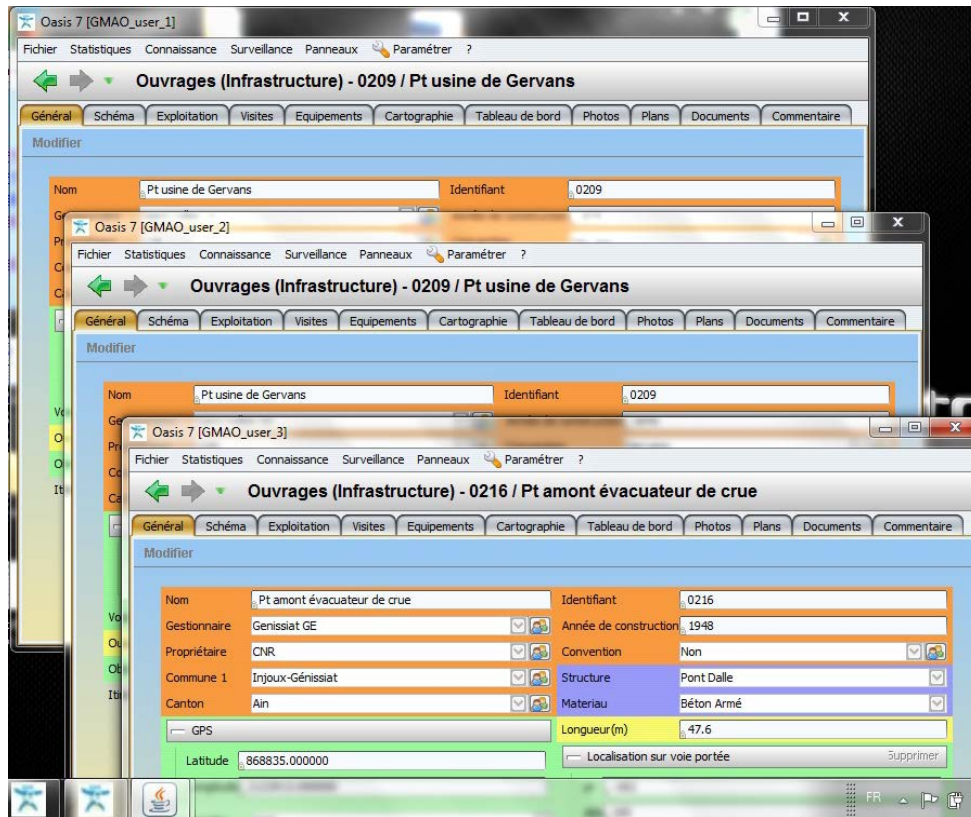 Oasis 7 [GMAO_user_1]
Fichier Statistiques Connaissance Surveillance Panneaux Paramétrer ?
Ouvrages (Infrastructure) - 0209 / Pt usine de Gervans
Général Schéma Exploitation Visites Equipements Cartographie Tableau de bord Photos Plans Documents Commentaire
Modifier
Nom Pt usine de Gervans Identifiant 0209
Oasis 7 [GMAO_user_2]
Fichier Statistiques Connaissance Surveillance Panneaux Paramétrer ?
Ouvrages (Infrastructure) - 0209 / Pt usine de Gervans
Général Schéma Exploitation Visites Equipements Cartographie Tableau de bord Photos Plans Documents Commentaire
Modifier
Nom Pt usine de Gervans Identifiant 0209
Oasis 7 [GMAO_user_3]
Fichier Statistiques Connaissance Surveillance Panneaux Paramétrer ?
Ouvrages (Infrastructure) - 0216 / Pt amont évacuateur de crue
Général Schéma Exploitation Visites Equipements Cartographie Tableau de bord Photos Plans Documents Commentaire
Modifier
Nom Pt amont évacuateur de crue Identifiant 0216
Gestionnaire Genissiat GE Année de construction 1948
Propriétaire CNR Convention Non
Commune 1 Injoux-Génissiat Structure Pont Dalle
Canton Ain Materiau Béton Armé
GPS Longueur(m) 47.6
Latitude 868835.000000 Localisation sur voie portée Supprimer
FR